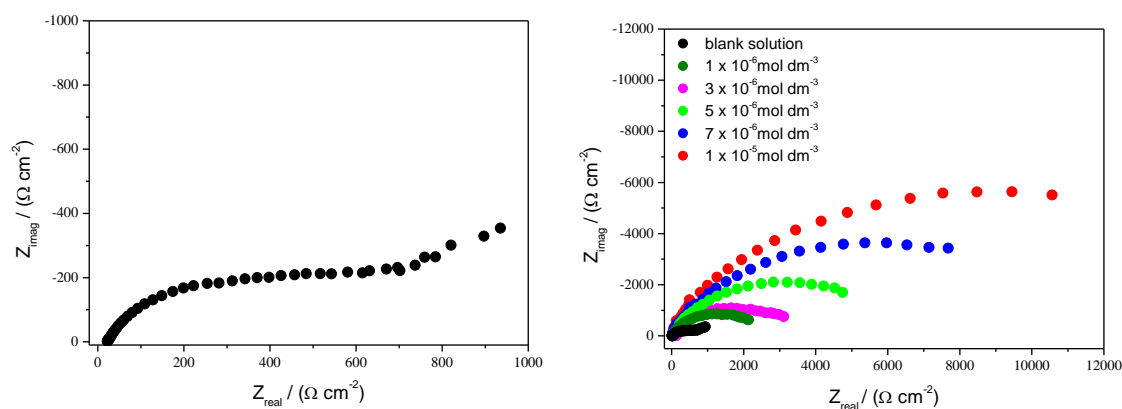 -1000
-800
-600
-400
-200
0
0 200 400 600 800 1000
Z_imag / (Ω cm⁻²)
Z_real / (Ω cm⁻²)
-12000
-10000
-8000
-6000
-4000
-2000
0
0 2000 4000 6000 8000 10000 12000
Z_imag / (Ω cm⁻²)
Z_real / (Ω cm⁻²)
blank solution
1 x 10⁻⁶mol dm⁻³
3 x 10⁻⁶mol dm⁻³
5 x 10⁻⁶mol dm⁻³
7 x 10⁻⁶mol dm⁻³
1 x 10⁻⁵mol dm⁻³